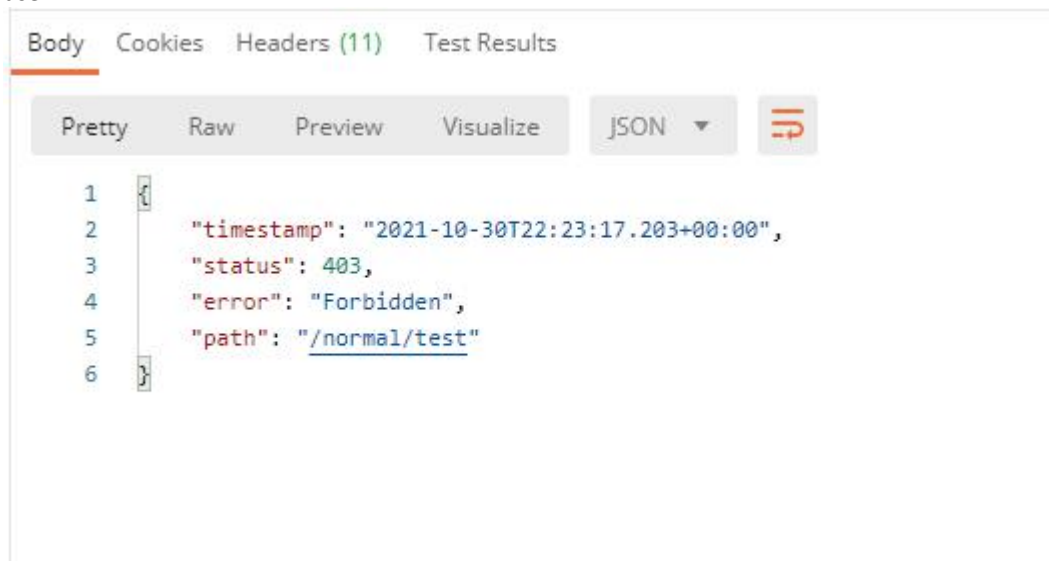 Body Cookies Headers (11) Test Results
Pretty Raw Preview Visualize JSON
1 {
2 "timestamp": "2021-10-30T22:23:17.203+00:00",
3 "status": 403,
4 "error": "Forbidden",
5 "path": "/normal/test"
6 }